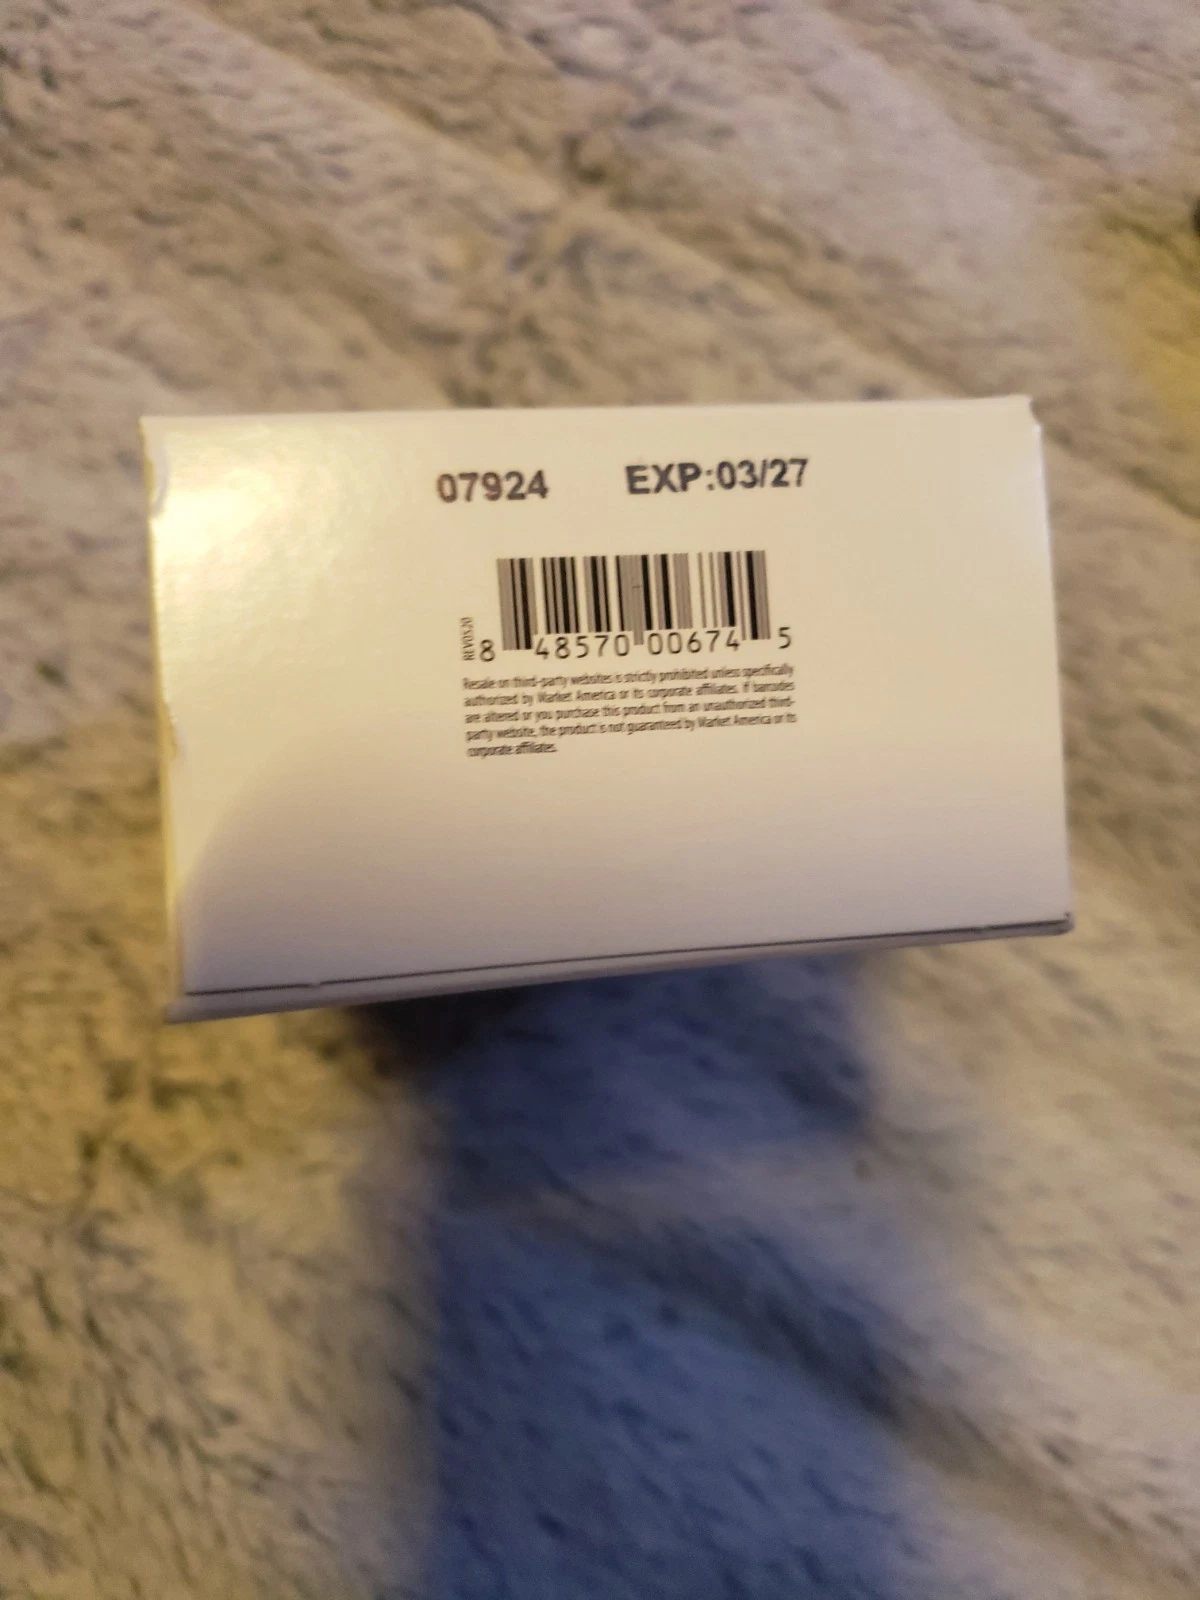 07924 EXP:03/27
REV0520
8 48570 00674 5
Resale on third-party websites is strictly prohibited unless specifically
authorized by Market America or its corporate affiliates. If barcodes
are altered or you purchase this product from an unauthorized third-
party website, the product is not guaranteed by Market America or its
corporate affiliates.